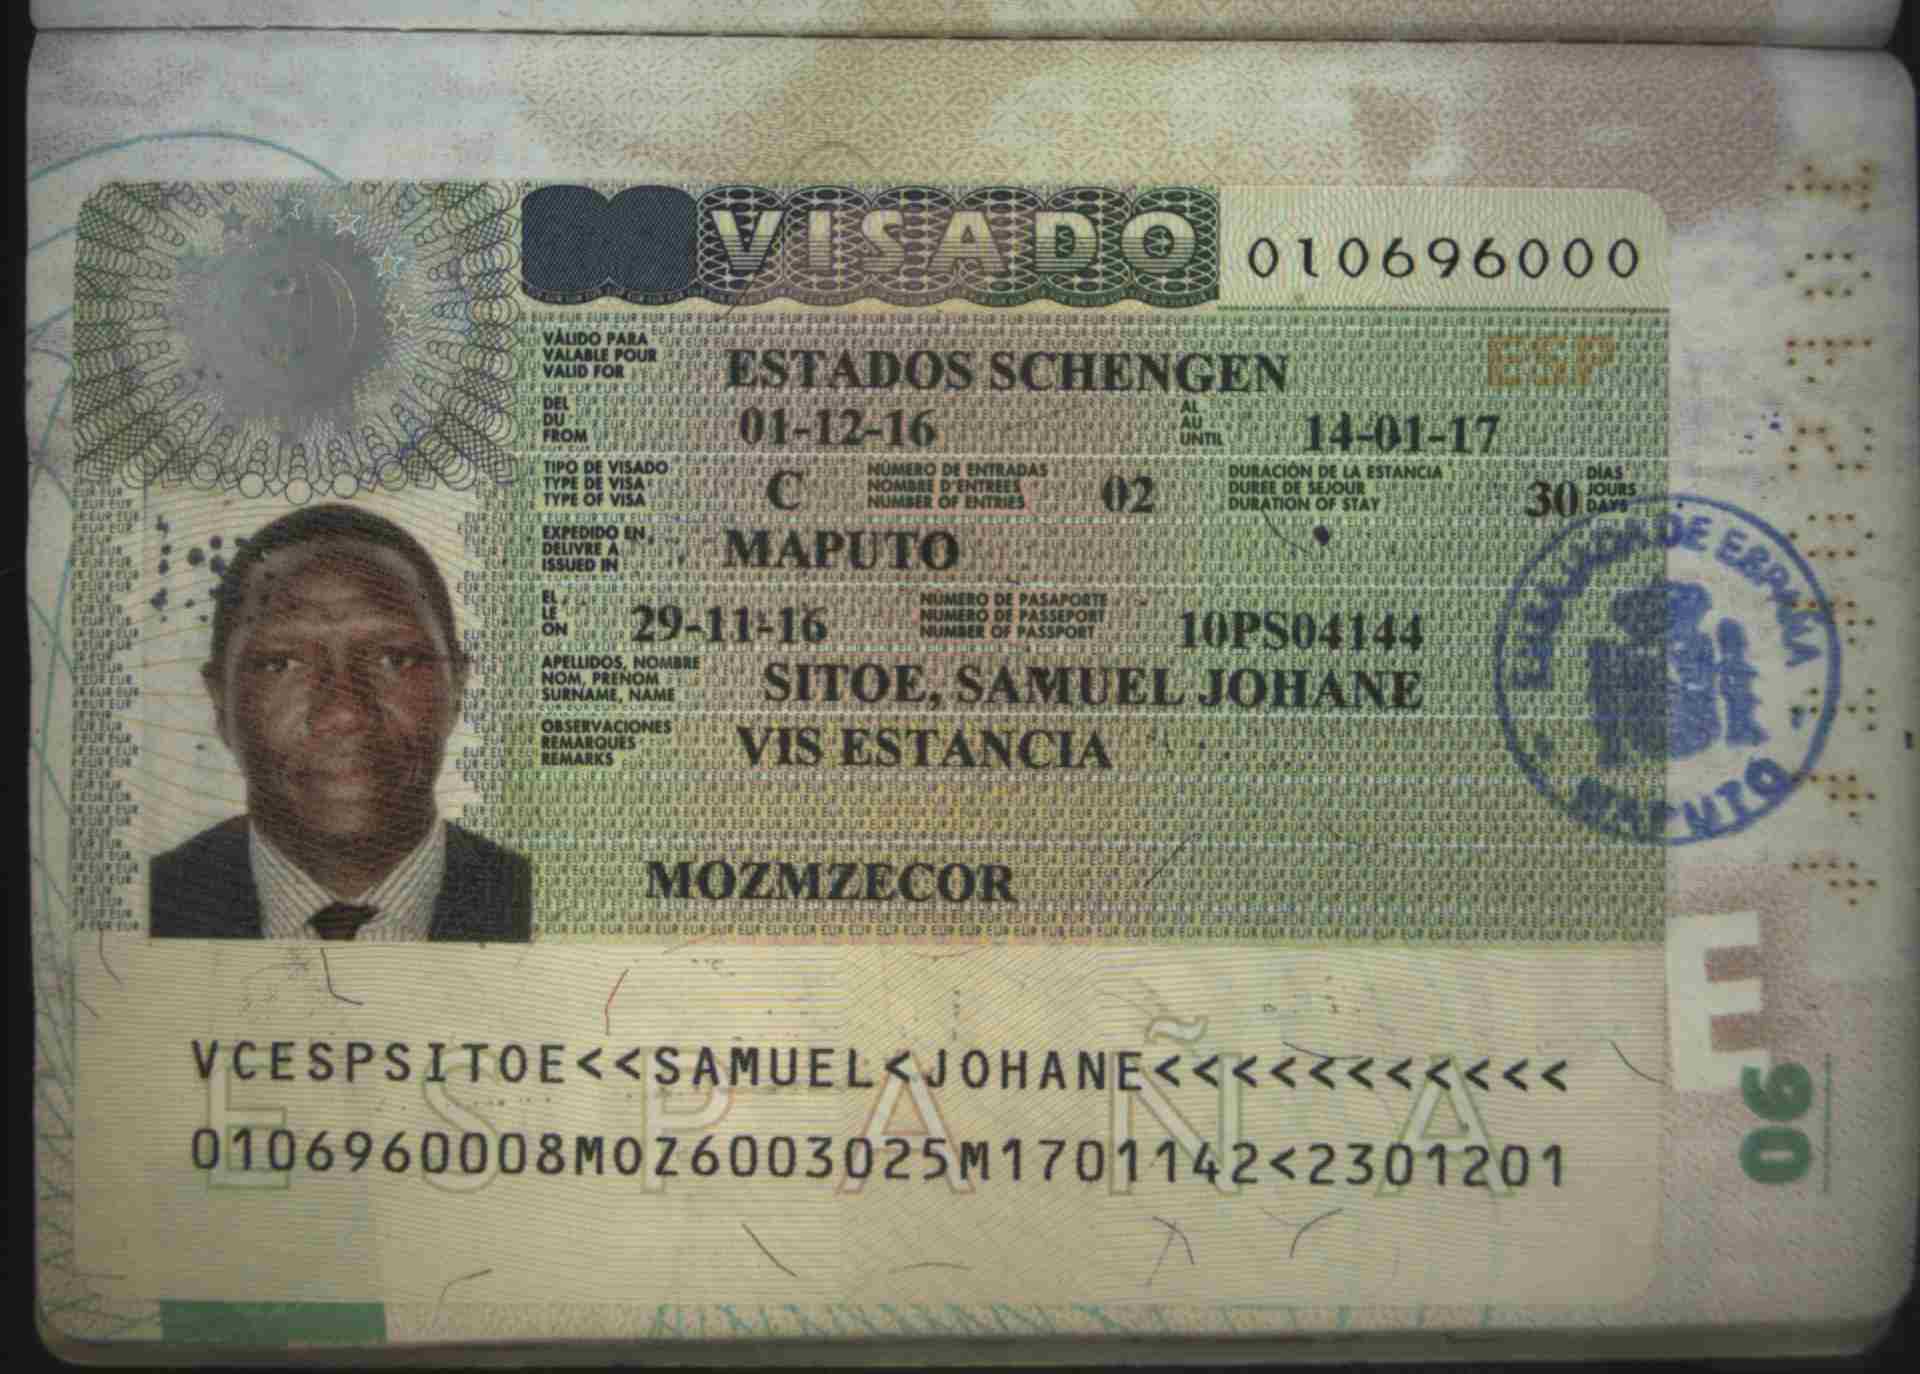 VISADO 010696000
VÁLIDO PARA
VALABLE POUR
VALID FOR
ESTADOS SCHENGEN
ESP
DEL
DU
FROM
01-12-16
AL
AU
UNTIL
14-01-17
TIPO DE VISADO
TYPE DE VISA
TYPE OF VISA
C
NÚMERO DE ENTRADAS
NOMBRE D'ENTREES
NUMBER OF ENTRIES
02
DURACIÓN DE LA ESTANCIA
DUREE DE SEJOUR
DURATION OF STAY
30
DÍAS
JOURS
DAYS
EXPEDIDO EN
DELIVRE A
ISSUED IN
MAPUTO
EL
LE
ON
29-11-16
NÚMERO DE PASAPORTE
NUMERO DE PASSEPORT
NUMBER OF PASSPORT
10PS04144
APELLIDOS, NOMBRE
NOM, PRENOM
SURNAME, NAME
SITOE, SAMUEL JOHANE
OBSERVACIONES
REMARQUES
REMARKS
VIS ESTANCIA
MOZMZECOR
EMBAJADA DE ESPAÑA
MAPUTO
VCESPSITOE<<SAMUEL<JOHANE<<<<<<<<<<<
0106960008MOZ6003025M1701142<2301201
ESPAÑA
E
06